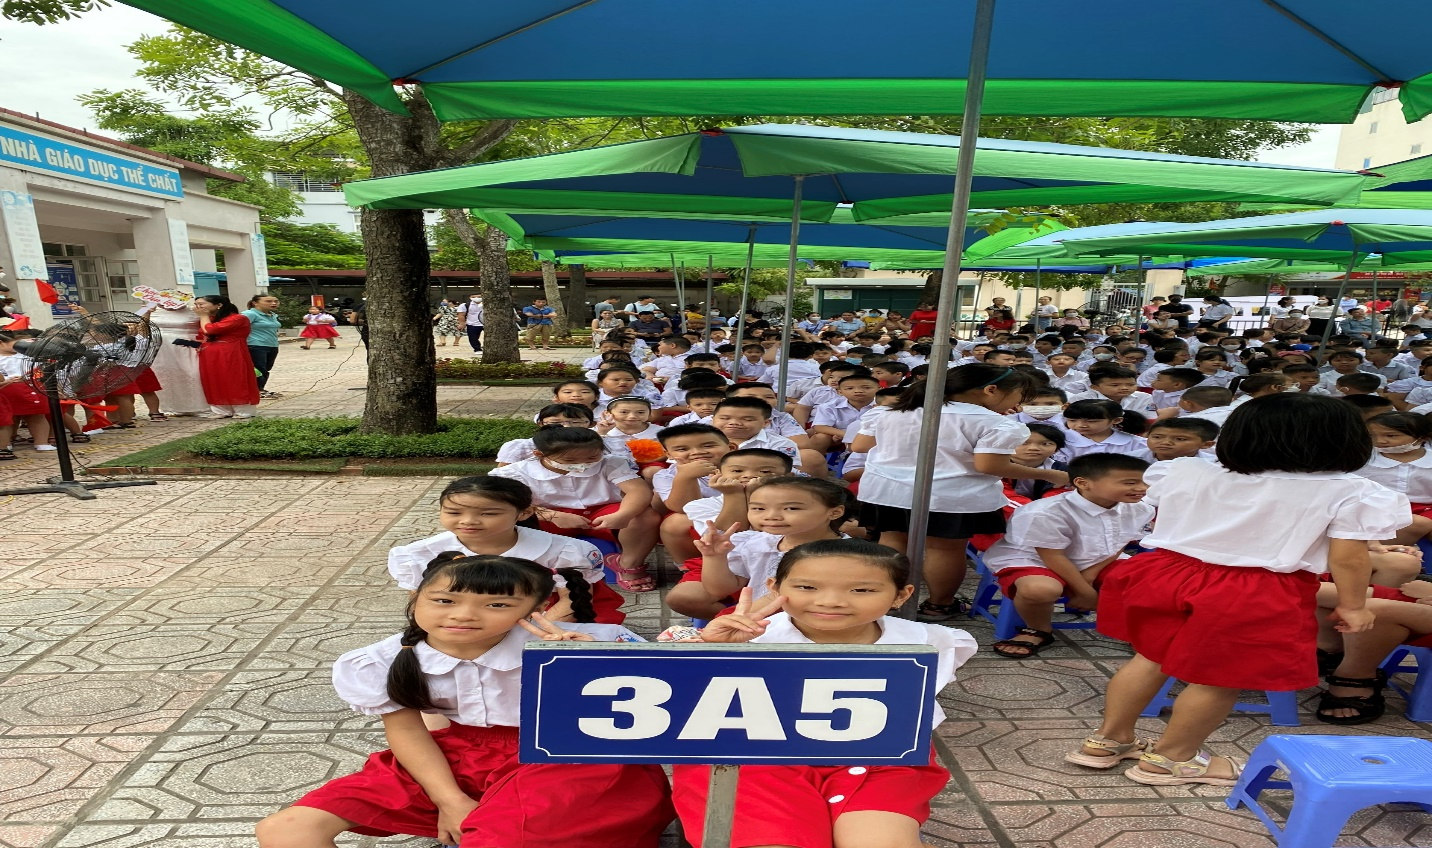 NHÀ GIÁO DỤC THỂ CHẤT
3A5